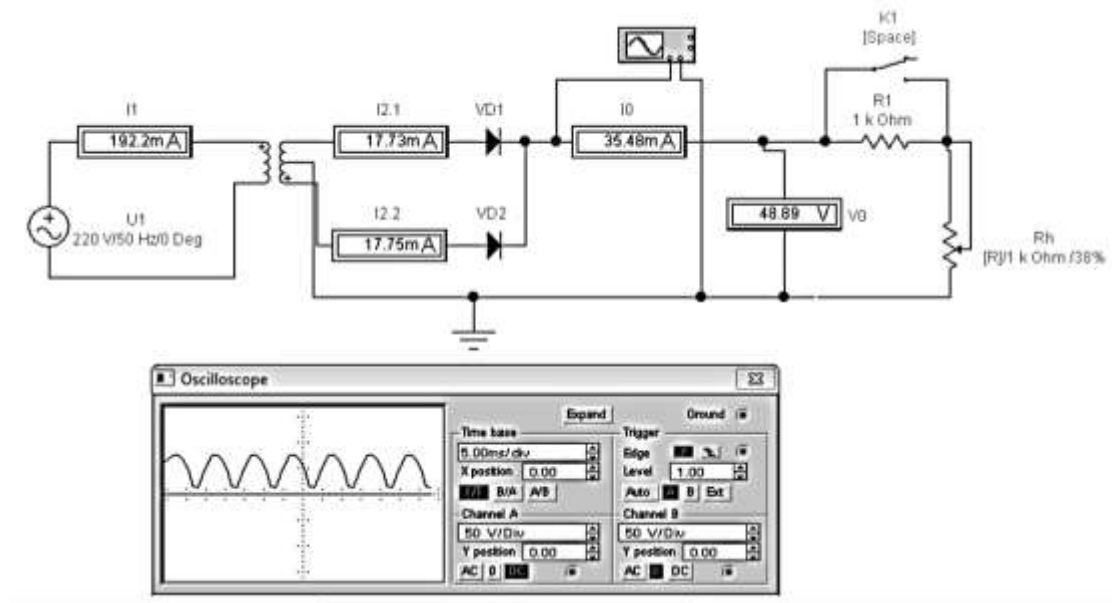 K1
[Space]
I1
I2.1
VD1
I0
R1
1 k Ohm
192.2m A
17.73m A
35.48m A
U1
220 V/50 Hz/0 Deg
I2.2
VD2
17.75m A
48.89 V
V0
Rh
[R]/1 k Ohm /38%
Oscilloscope
Expand
Ground
Time base
Trigger
5.00ms/div
Edge
X position 0.00
Level 1.00
B/A A/B
Auto A B Ext
Channel A
Channel B
50 V/Div
50 V/Div
Y position 0.00
Y position 0.00
AC 0 DC
AC DC